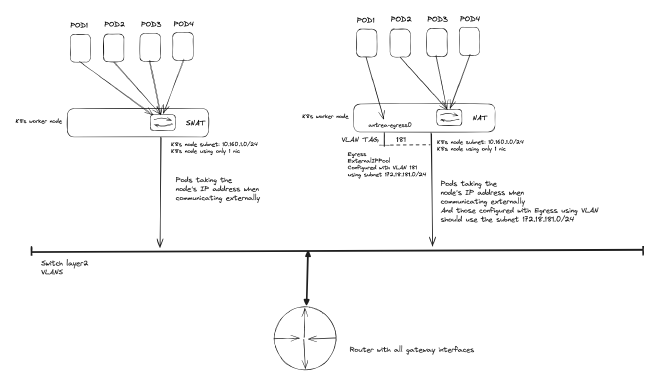 POD1 POD2 POD3 POD4
K8s worker node
SNAT
K8s node subnet: 10.160.1.0/24
K8s node using only 1 nic
Pods taking the
node's IP address when
communicating externally
POD1 POD2 POD3 POD4
K8s worker node
antrea-egress0
NAT
VLAN TAG
181
K8s node subnet: 10.160.1.0/24
K8s node using only 1 nic
Egress
ExternalIPPool
Configured with VLAN 181
using subnet 172.18.181.0/24
Pods taking the
node's IP address when
communicating externally
And those configured with Egress using VLAN
should use the subnet 172.18.181.0/24
Switch layer2
VLANS
Router with all gateway interfaces